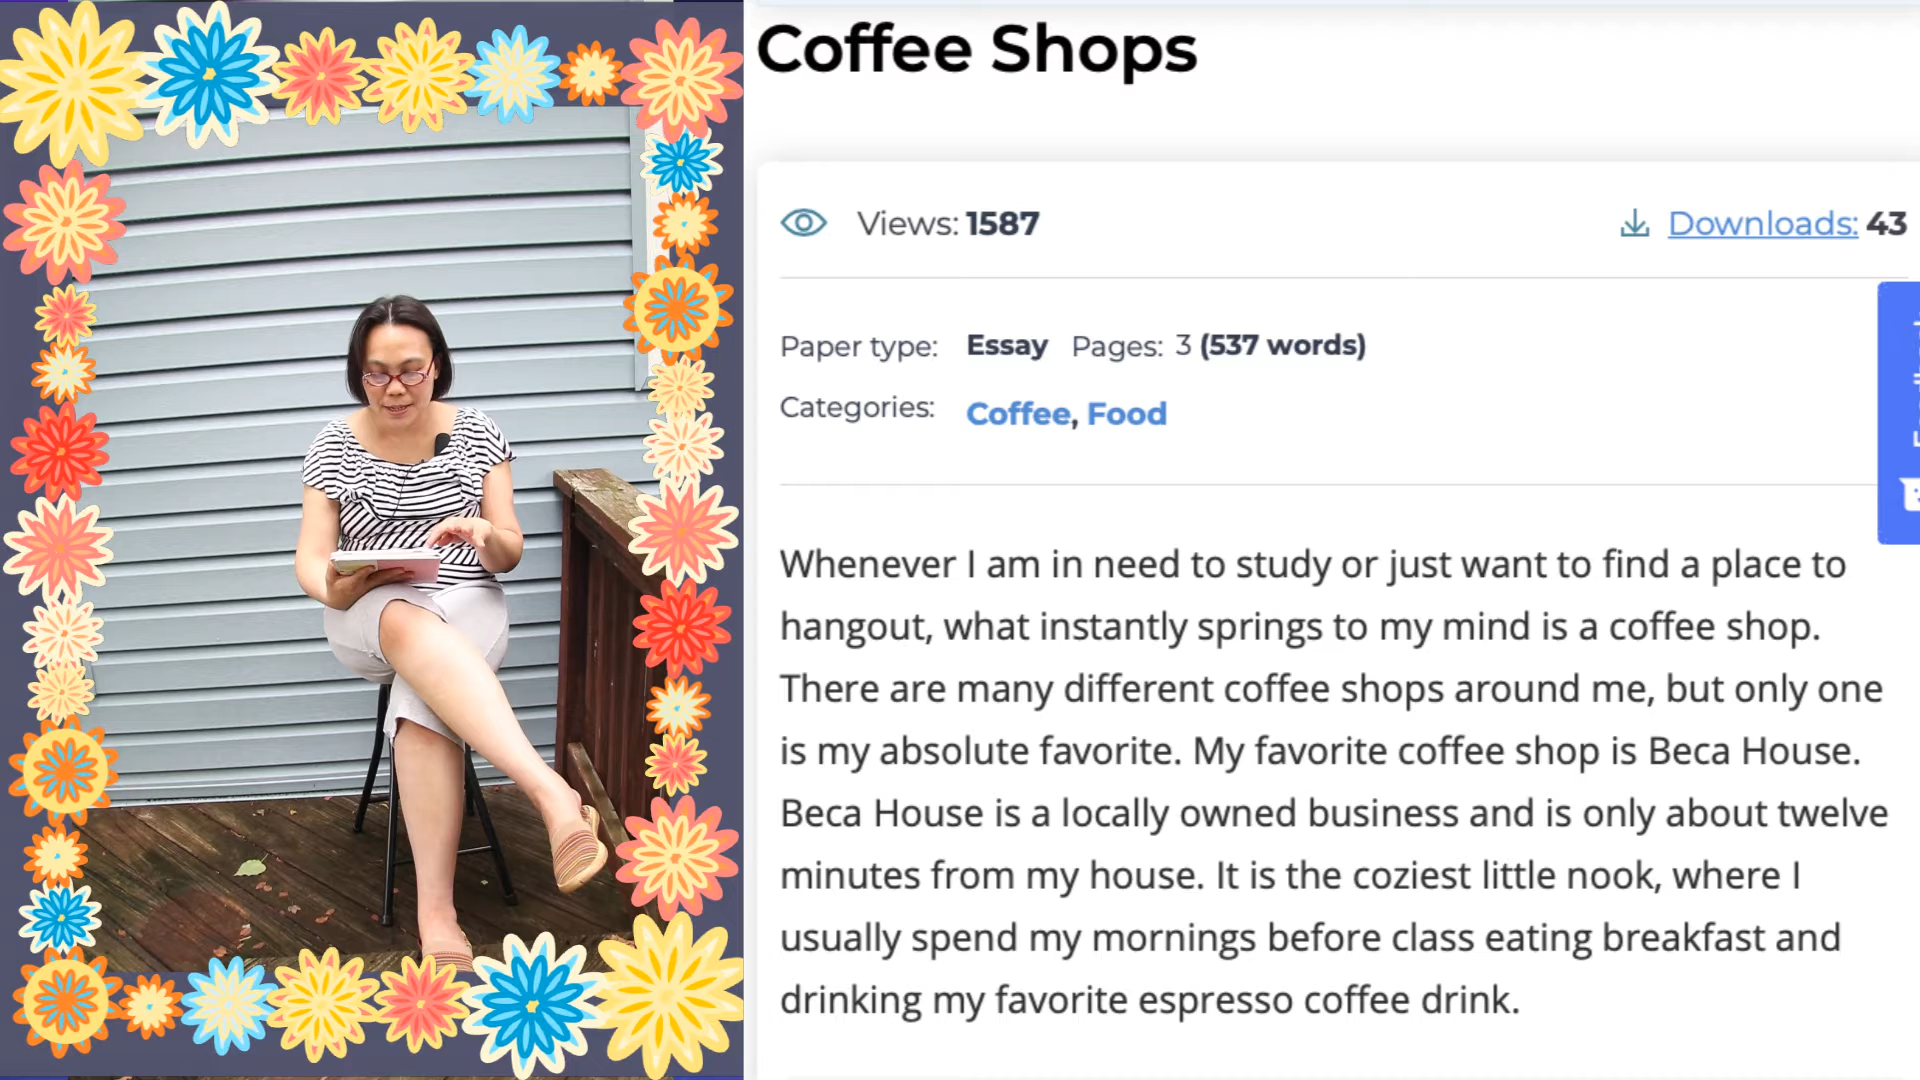 Coffee Shops
Views: 1587
Downloads: 43
Paper type: Essay Pages: 3 (537 words)
Categories: Coffee, Food
Whenever I am in need to study or just want to find a place to
hangout, what instantly springs to my mind is a coffee shop.
There are many different coffee shops around me, but only one
is my absolute favorite. My favorite coffee shop is Beca House.
Beca House is a locally owned business and is only about twelve
minutes from my house. It is the coziest little nook, where I
usually spend my mornings before class eating breakfast and
drinking my favorite espresso coffee drink.